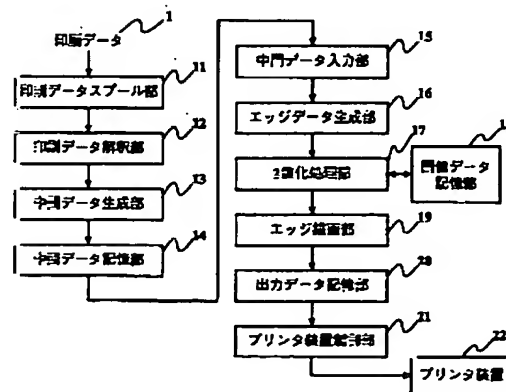 印刷データ
1
印刷データスプール部
11
印刷データ解釈部
12
中間データ生成部
13
中間データ記憶部
14
中間データ入力部
15
エッジデータ生成部
16
2値化処理部
17
画像データ
記憶部
エッジ描画部
19
出力データ記憶部
20
プリンタ装置制御部
21
プリンタ装置
22